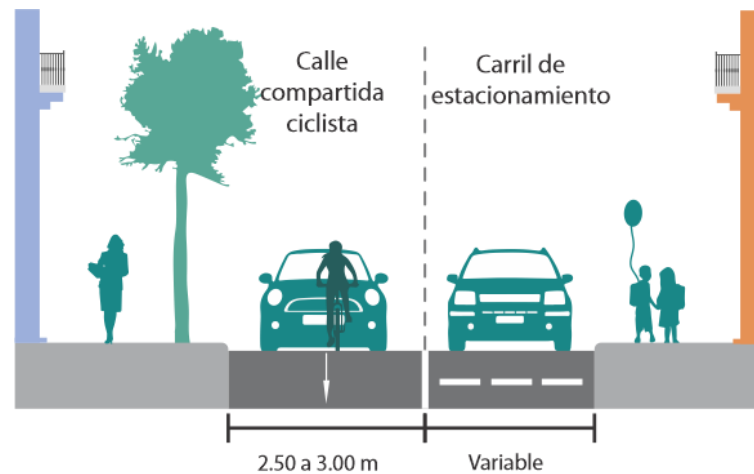 Calle
compartida
ciclista
Carril de
estacionamiento
2.50 a 3.00 m
Variable